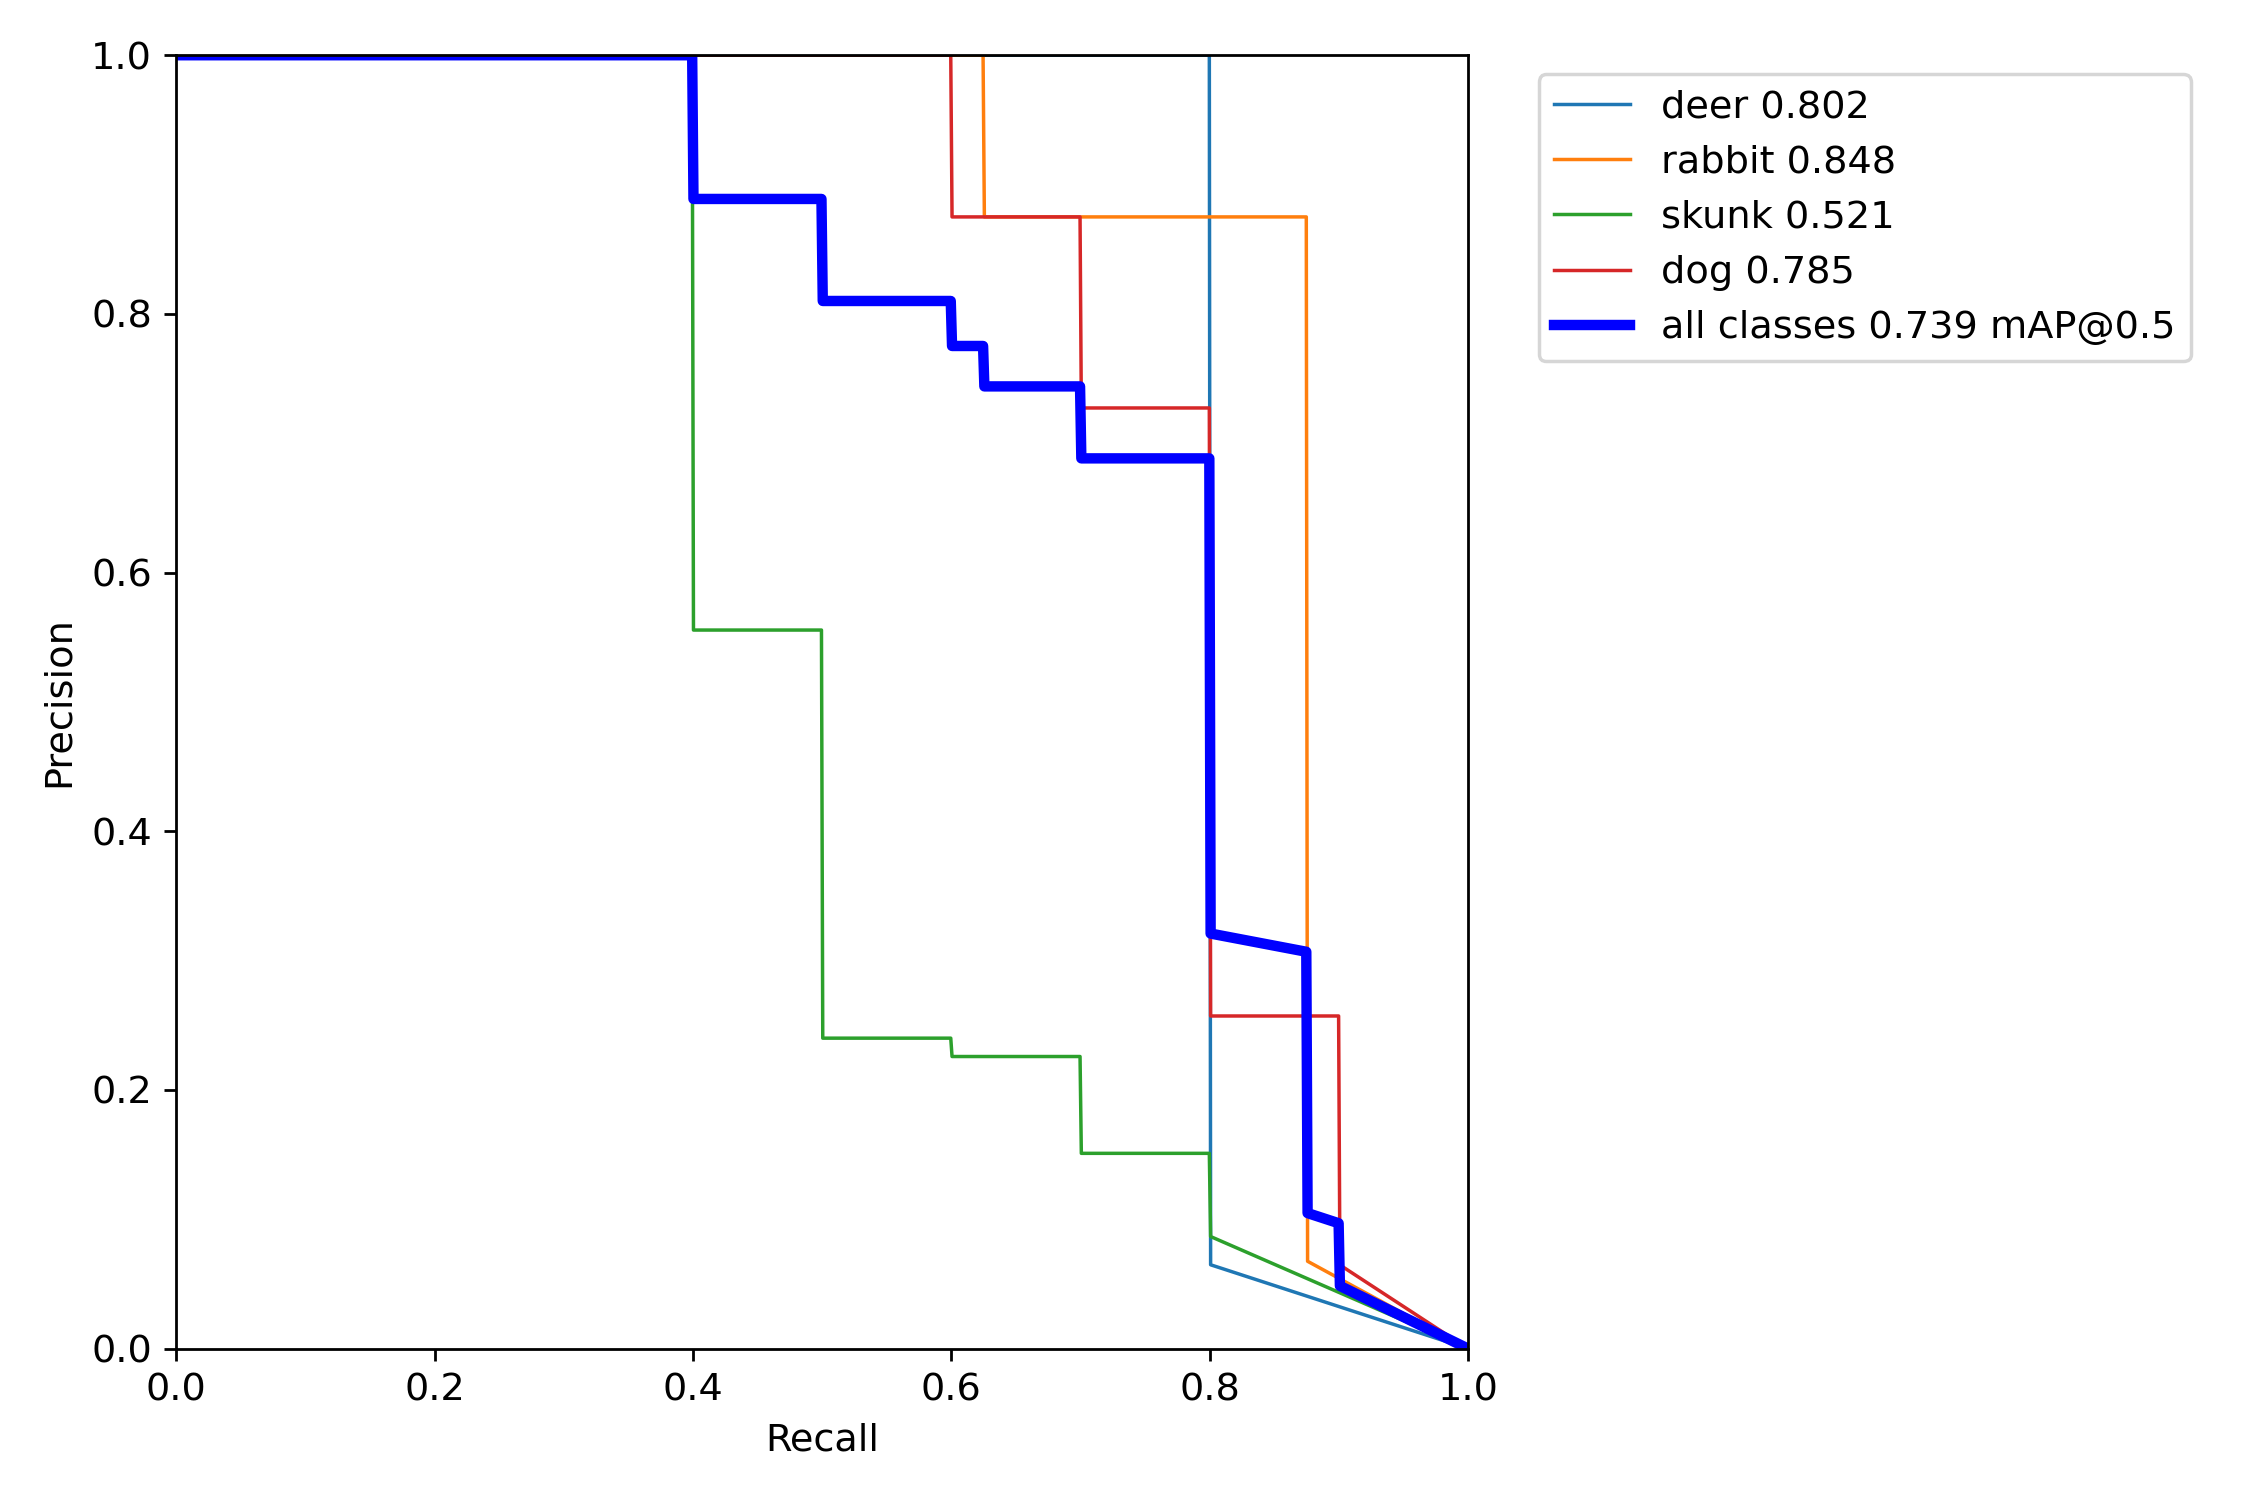 1.0
0.8
0.6
0.4
0.2
0.0
Precision
0.0 0.2 0.4 0.6 0.8 1.0
Recall
deer 0.802
rabbit 0.848
skunk 0.521
dog 0.785
all classes 0.739 mAP@0.5